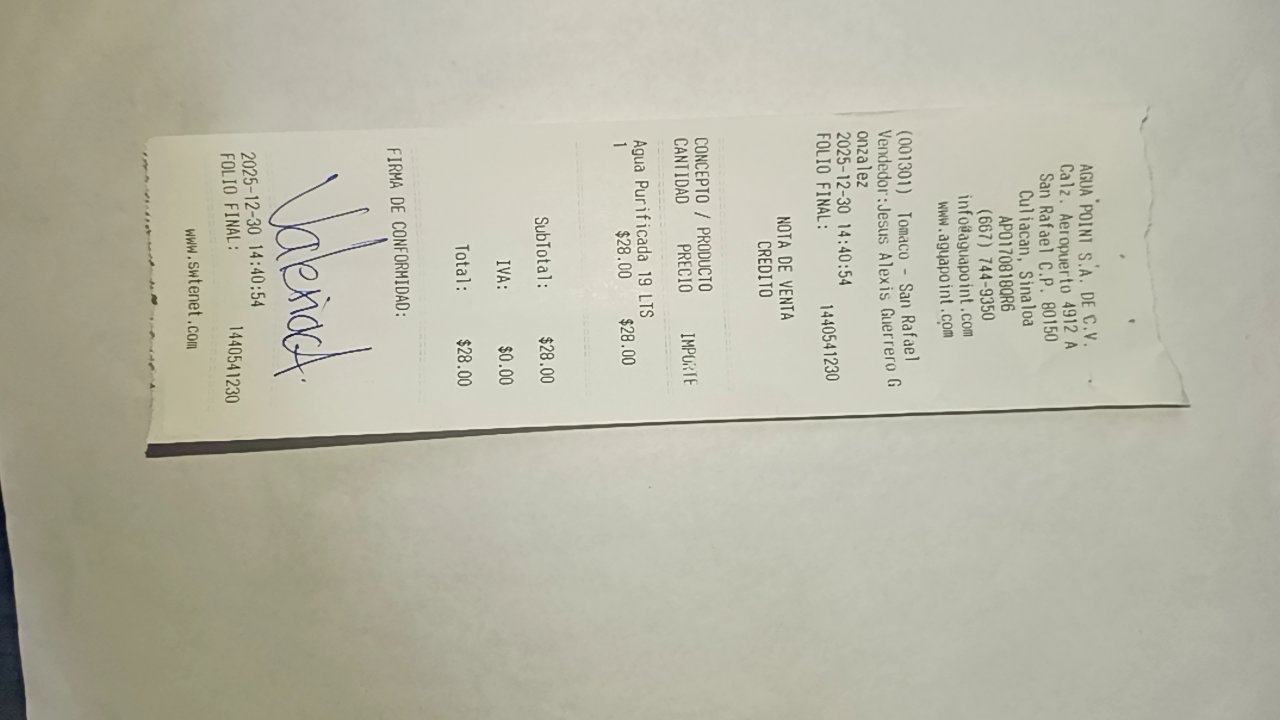 AGUA POINT S.A. DE C.V.
Calz. Aeropuerto 4912 A
San Rafael C.P. 80150
Culiacan, Sinaloa
APO170818QR6
(667) 744-9350
info@aguapoint.com
www.aguapoint.com
(001301) Tomaco - San Rafael
Vendedor:Jesus Alexis Guerrero G
onzalez
2025-12-30 14:40:54
FOLIO FINAL: 1440541230
NOTA DE VENTA
CREDITO
CONCEPTO / PRODUCTO
CANTIDAD PRECIO IMPORTE
Agua Purificada 19 LTS
1 $28.00 $28.00
SubTotal: $28.00
IVA: $0.00
Total: $28.00
FIRMA DE CONFORMIDAD:
Valeria A.
2025-12-30 14:40:54
FOLIO FINAL: 1440541230
www.swtenet.com